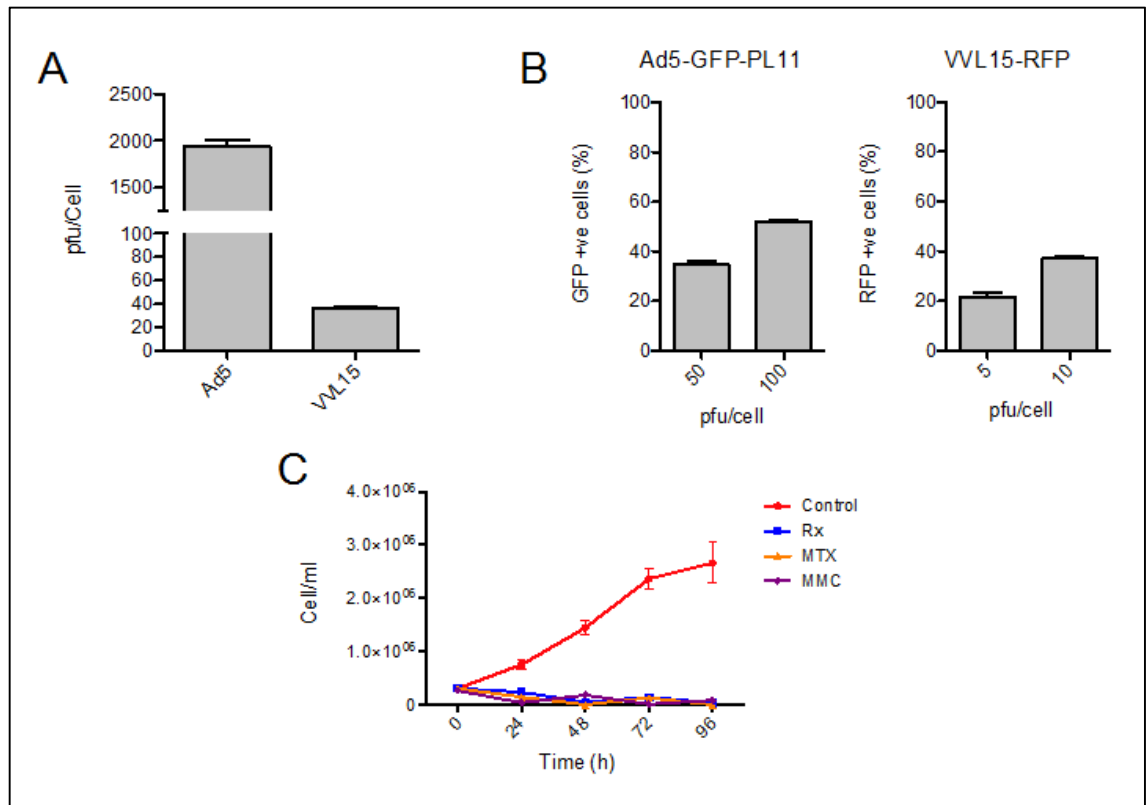 A
2500
2000
1500
100
80
60
40
20
0
pfu/Cell
Ad5
VVL15
B
Ad5-GFP-PL11
100
80
60
40
20
0
GFP +ve cells (%)
50
100
pfu/cell
VVL15-RFP
100
80
60
40
20
0
RFP +ve cells (%)
5
10
pfu/cell
C
4.0×10⁰⁶
3.0×10⁰⁶
2.0×10⁰⁶
1.0×10⁰⁶
0
Cell/ml
0
24
48
72
96
Time (h)
Control
Rx
MTX
MMC